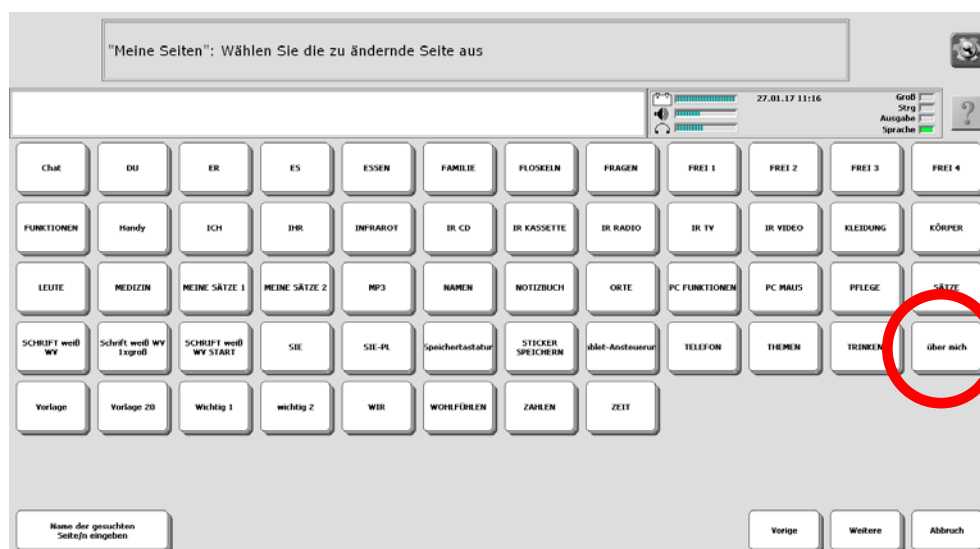 "Meine Seiten": Wählen Sie die zu ändernde Seite aus
27.01.17 11:16
Groß
Strg
Ausgabe
Sprache
?
Chat DU ER ES ESSEN FAMILIE FLOSKELN FRAGEN FREI 1 FREI 2 FREI 3 FREI 4
FUNKTIONEN Handy ICH IHR INFRAROT IR CD IR KASSETTE IR RADIO IR TV IR VIDEO KLEIDUNG KÖRPER
LEUTE MEDIZIN MEINE SÄTZE 1 MEINE SÄTZE 2 MP3 NAMEN NOTIZBUCH ORTE PC FUNKTIONEN PC MAUS PFLEGE SÄTZE
SCHRIFT weiß WV Schrift weiß WV 1xgroß SCHRIFT weiß WV START SIE SIE-PL Speichertastatur STICKER SPEICHERN ablet-Ansteuerun TELEFON THEMEN TRINKEN über mich
Vorlage Vorlage 20 Wichtig 1 wichtig 2 WIR WOHLFÜHLEN ZAHLEN ZEIT
Name der gesuchten
Seite/n eingeben
Vorige Weitere Abbruch